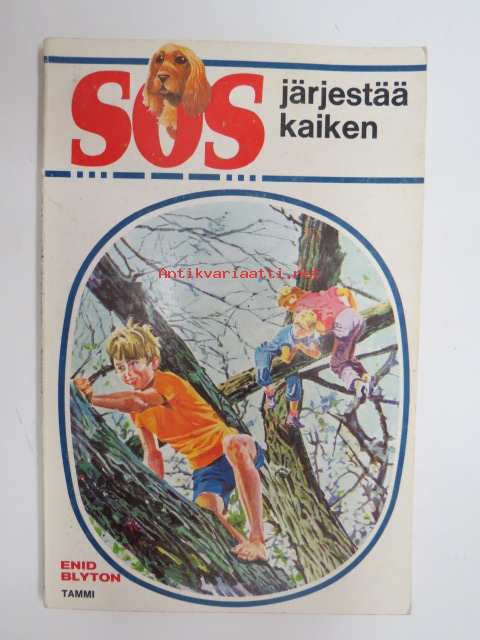 SOS
järjestää
kaiken
Antikvariaatti.net
ENID
BLYTON
TAMMI